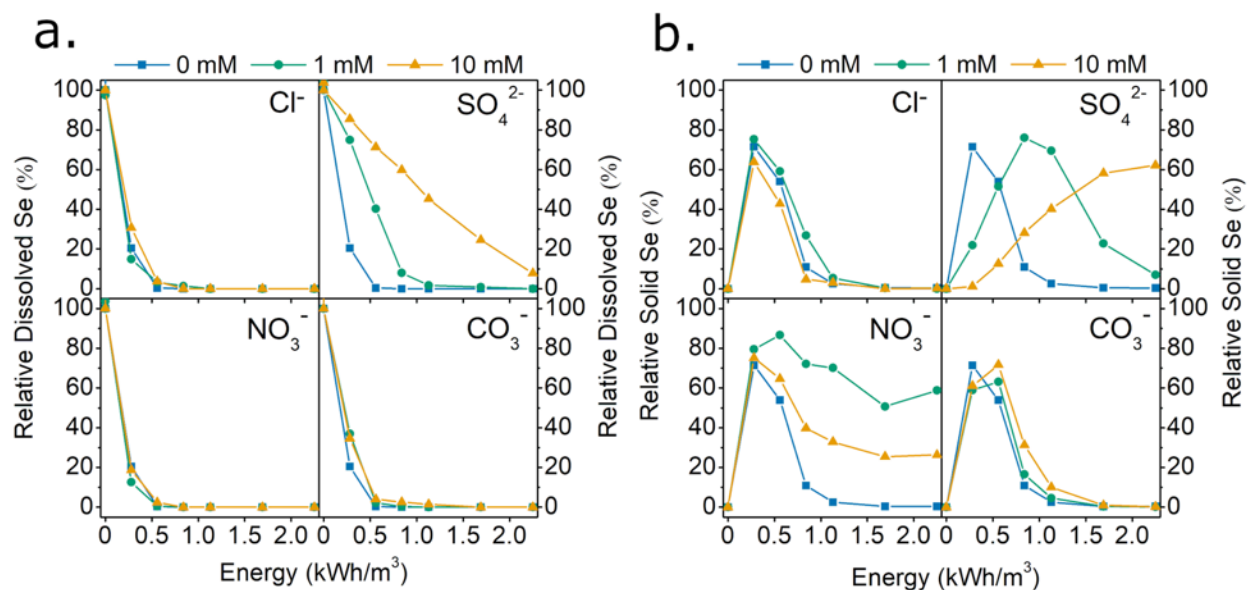 a.
0 mM 1 mM 10 mM
Relative Dissolved Se (%)
100
80
60
40
20
0
Cl⁻
SO₄²⁻
100
80
60
40
20
0
Relative Dissolved Se (%)
100
80
60
40
20
0
NO₃⁻
CO₃⁻
100
80
60
40
20
0
0 0.5 1.0 1.5 2.0 0 0.5 1.0 1.5 2.0
Energy (kWh/m³)
b.
0 mM 1 mM 10 mM
Relative Solid Se (%)
100
80
60
40
20
0
Cl⁻
SO₄²⁻
100
80
60
40
20
0
Relative Solid Se (%)
100
80
60
40
20
0
NO₃⁻
CO₃⁻
100
80
60
40
20
0
0 0.5 1.0 1.5 2.0 0 0.5 1.0 1.5 2.0
Energy (kWh/m³)